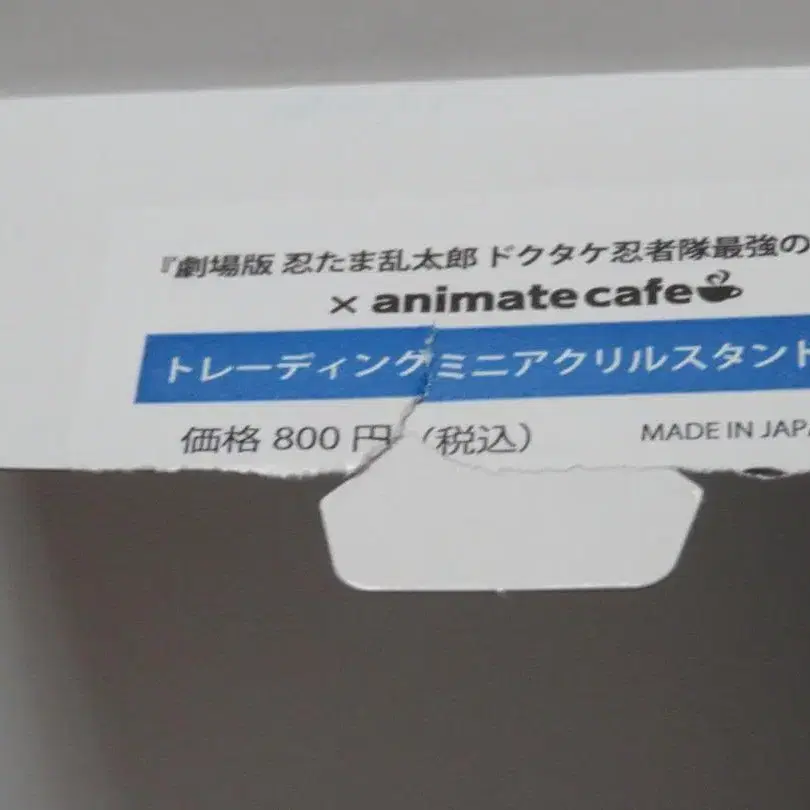 『劇場版 忍たま乱太郎 ドクタケ忍者隊最強の
× animatecafe
トレーディングミニアクリルスタント
価格 800 円 (税込)
MADE IN JAPA